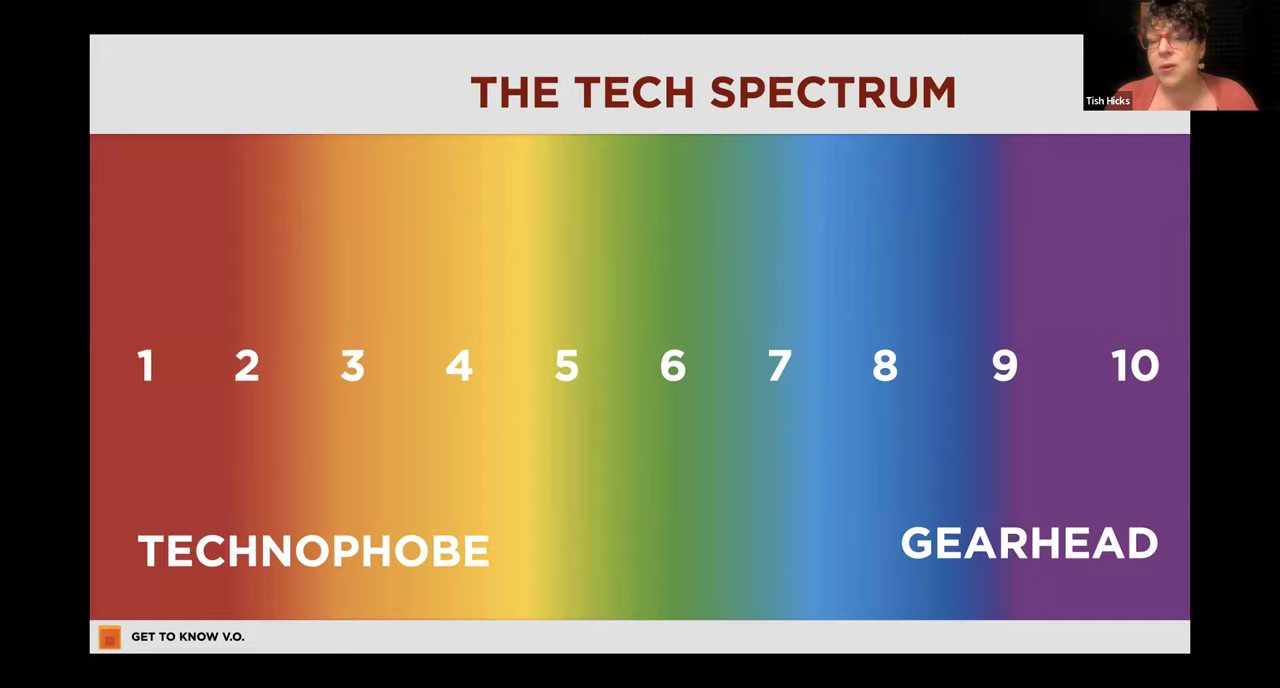 THE TECH SPECTRUM
Tish Hicks
1 2 3 4 5 6 7 8 9 10
TECHNOPHOBE
GEARHEAD
GET TO KNOW V.O.